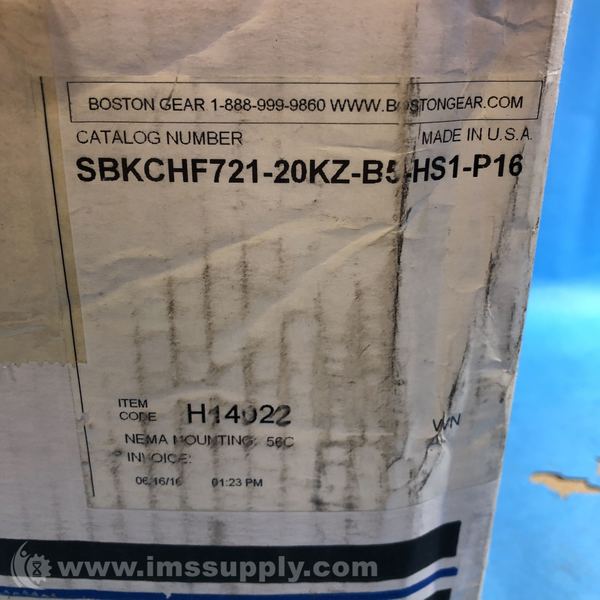 BOSTON GEAR 1-888-999-9860 WWW.BOSTONGEAR.COM
CATALOG NUMBER MADE IN U.S.A.
SBKCHF721-20KZ-B5-HS1-P16
ITEM
CODE H14022
NEMA MOUNTING: 56C
INVOICE:
06/16/16 01:23 PM
www.imssupply.com